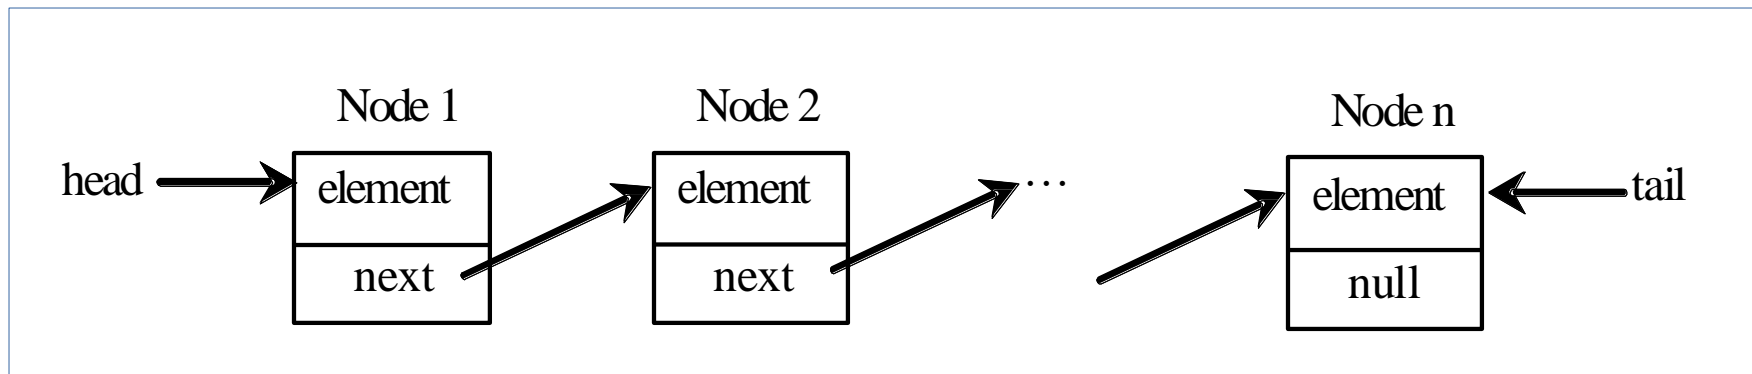 Node 1
Node 2
Node n
head
element
element
...
element
tail
next
next
null